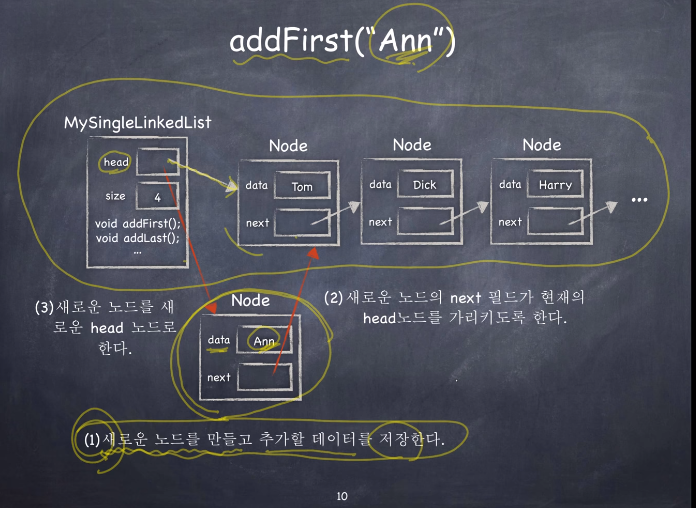 addFirst(“Ann”)
MySingleLinkedList
head
size 4
void addFirst();
void addLast();
...
Node
data Tom
next
Node
data Dick
next
Node
data Harry
next
...
(3)새로운 노드를 새
로운 head 노드로
한다.
Node
data Ann
next
(2)새로운 노드의 next 필드가 현재의
head노드를 가리키도록 한다.
(1)새로운 노드를 만들고 추가할 데이터를 저장한다.
10